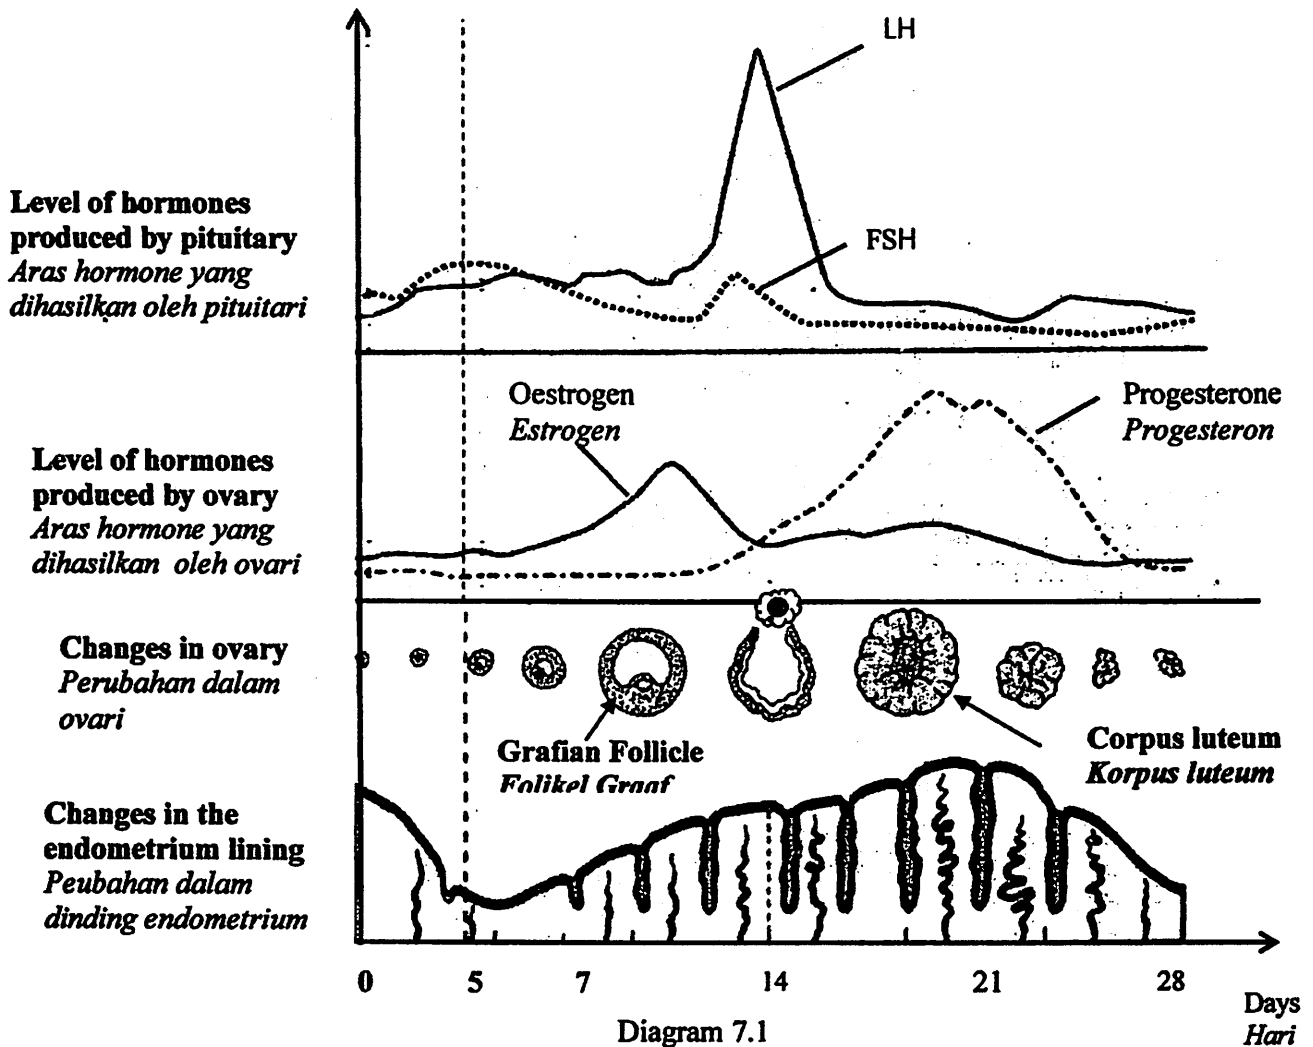 LH
Level of hormones
produced by pituitary
Aras hormone yang
dihasilkan oleh pituitari
FSH
Oestrogen
Estrogen
Progesterone
Progesteron
Level of hormones
produced by ovary
Aras hormone yang
dihasilkan oleh ovari
Changes in ovary
Perubahan dalam
ovari
Grafian Follicle
Folikel Graaf
Corpus luteum
Korpus luteum
Changes in the
endometrium lining
Peubahan dalam
dinding endometrium
0 5 7 14 21 28
Days
Hari
Diagram 7.1